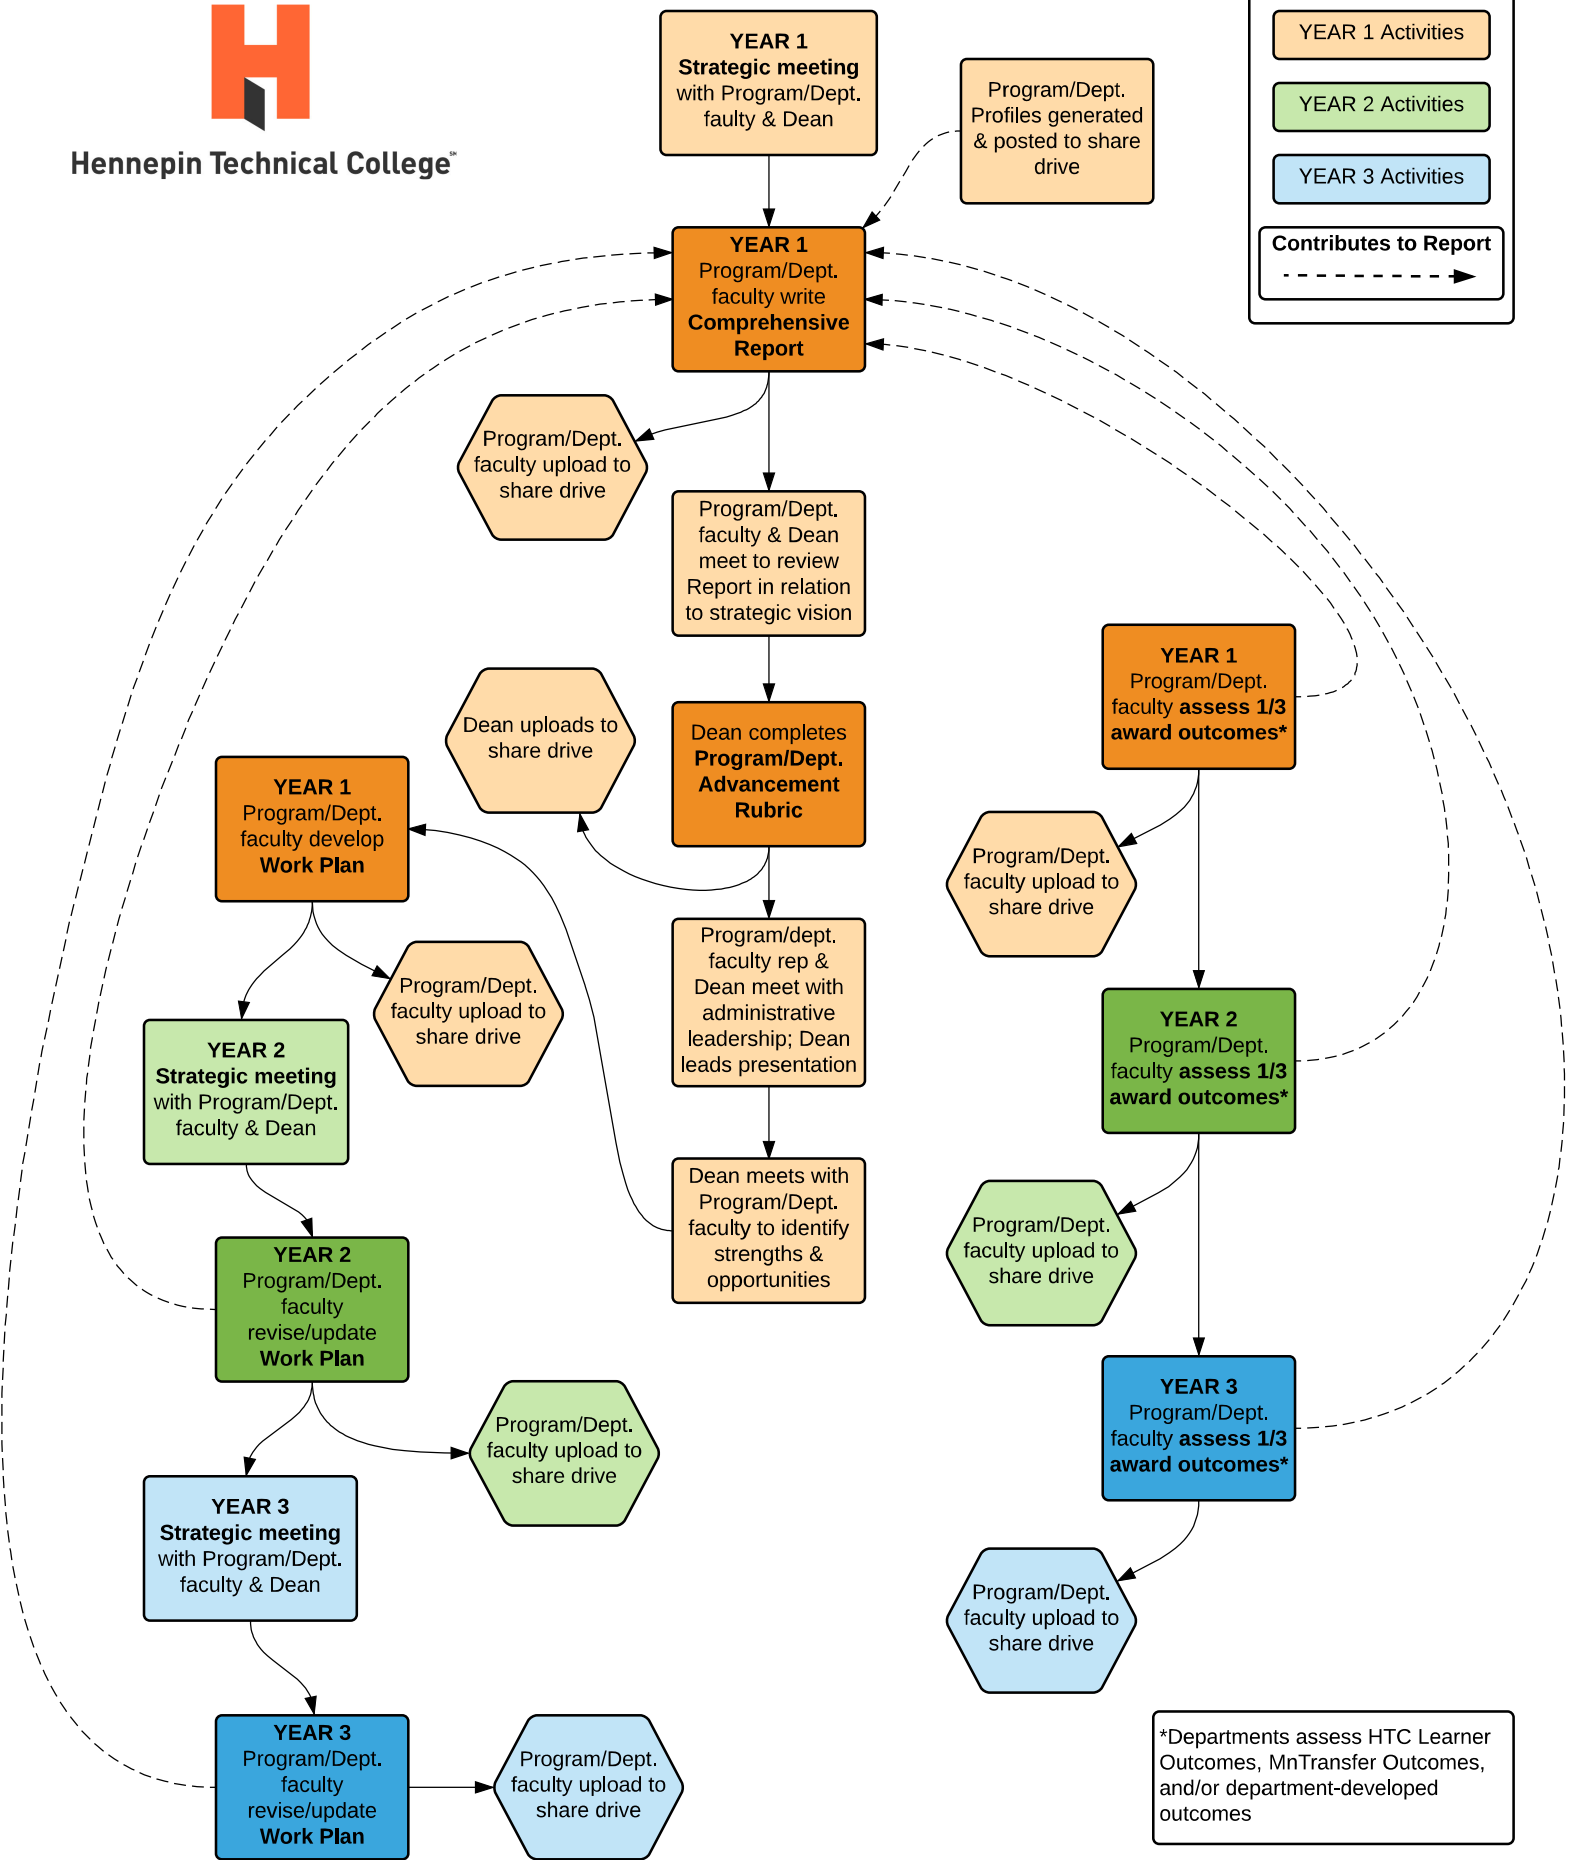 Hennepin Technical College℠
YEAR 1
Strategic meeting
with Program/Dept.
faulty & Dean
Program/Dept.
Profiles generated
& posted to share
drive
YEAR 1 Activities
YEAR 2 Activities
YEAR 3 Activities
Contributes to Report
YEAR 1
Program/Dept.
faculty write
Comprehensive
Report
Program/Dept.
faculty upload to
share drive
Program/Dept.
faculty & Dean
meet to review
Report in relation
to strategic vision
Dean uploads to
share drive
Dean completes
Program/Dept.
Advancement
Rubric
Program/dept.
faculty rep &
Dean meet with
administrative
leadership; Dean
leads presentation
Dean meets with
Program/Dept.
faculty to identify
strengths &
opportunities
YEAR 1
Program/Dept.
faculty develop
Work Plan
Program/Dept.
faculty upload to
share drive
YEAR 2
Strategic meeting
with Program/Dept.
faculty & Dean
YEAR 2
Program/Dept.
faculty
revise/update
Work Plan
Program/Dept.
faculty upload to
share drive
YEAR 3
Strategic meeting
with Program/Dept.
faculty & Dean
YEAR 3
Program/Dept.
faculty
revise/update
Work Plan
Program/Dept.
faculty upload to
share drive
YEAR 1
Program/Dept.
faculty assess 1/3
award outcomes*
Program/Dept.
faculty upload to
share drive
YEAR 2
Program/Dept.
faculty assess 1/3
award outcomes*
Program/Dept.
faculty upload to
share drive
YEAR 3
Program/Dept.
faculty assess 1/3
award outcomes*
Program/Dept.
faculty upload to
share drive
*Departments assess HTC Learner
Outcomes, MnTransfer Outcomes,
and/or department-developed
outcomes